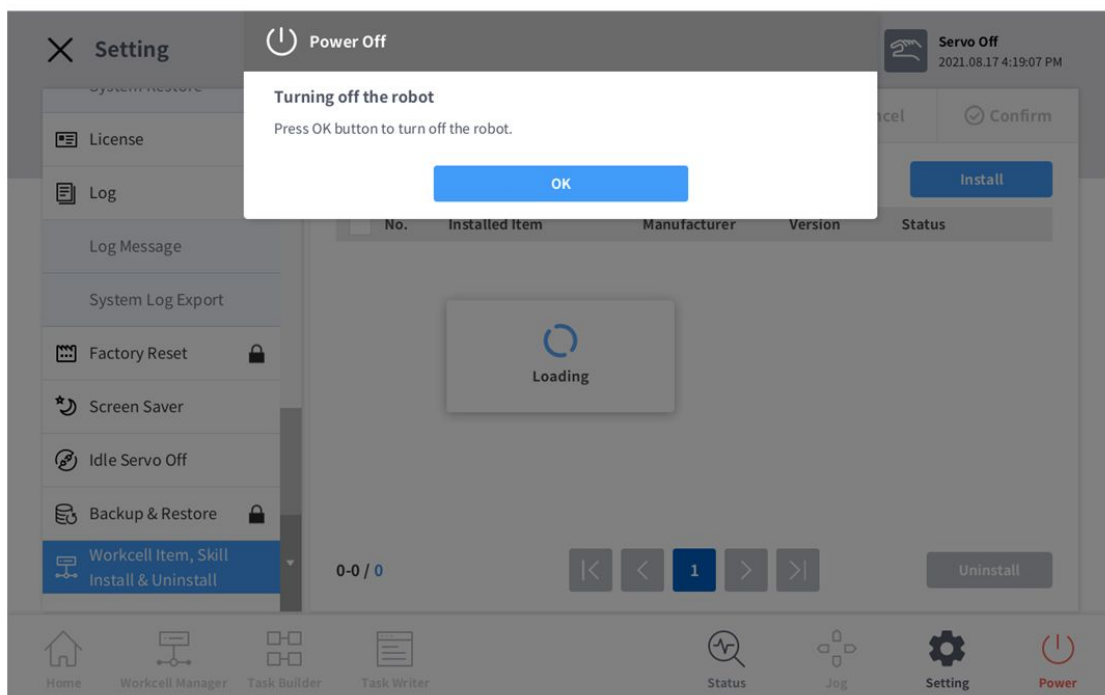 Setting
Power Off
Servo Off
2021.08.17 4:19:07 PM
Turning off the robot
Press OK button to turn off the robot.
OK
System Restore
License
Log
Log Message
System Log Export
Factory Reset
Screen Saver
Idle Servo Off
Backup & Restore
Workcell Item, Skill
Install & Uninstall
Confirm
Install
No. Installed Item Manufacturer Version Status
Loading
0-0 / 0
1
Uninstall
Home Workcell Manager Task Builder Task Writer Status Jog Setting Power